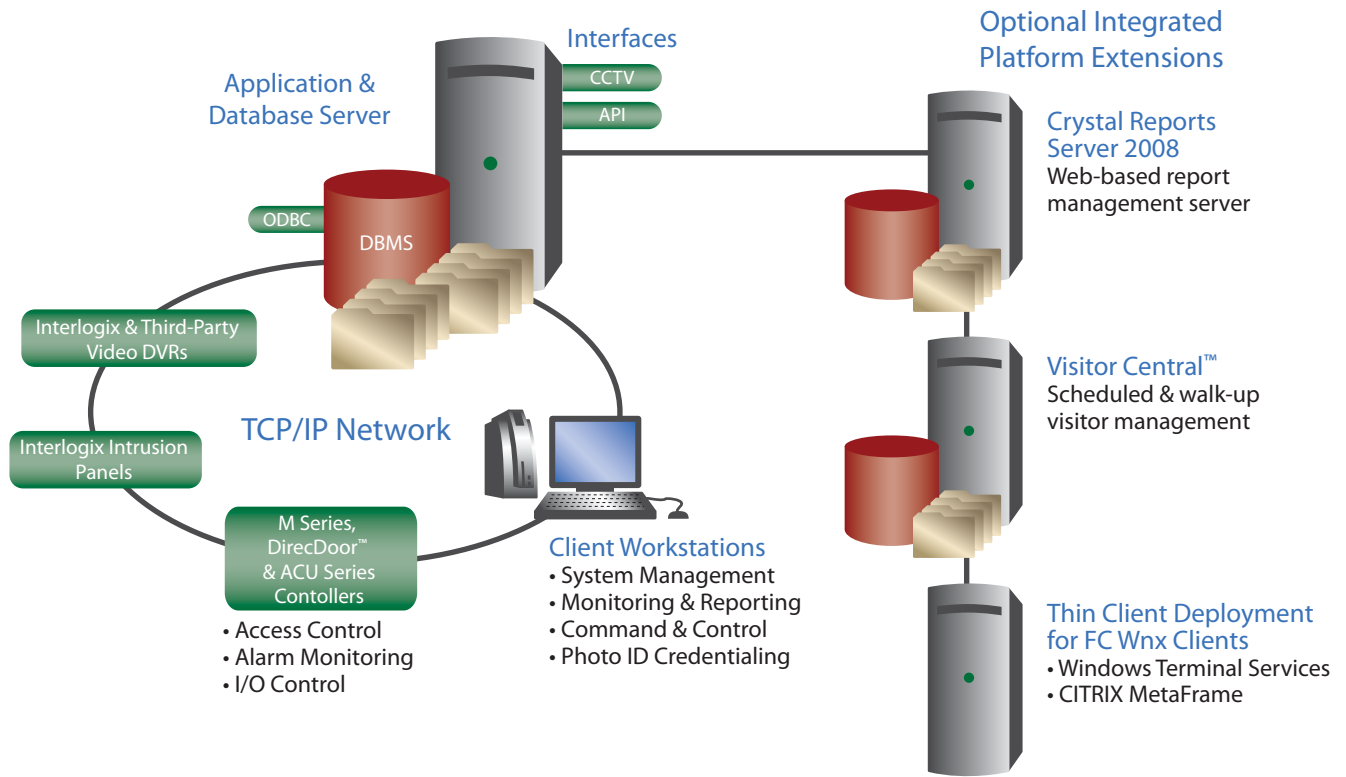 Interfaces
CCTV
API
Application &
Database Server
ODBC
DBMS
Interlogix & Third-Party
Video DVRs
TCP/IP Network
Interlogix Intrusion
Panels
M Series,
DirecDoor™
& ACU Series
Contollers
• Access Control
• Alarm Monitoring
• I/O Control
Client Workstations
• System Management
• Monitoring & Reporting
• Command & Control
• Photo ID Credentialing
Optional Integrated
Platform Extensions
Crystal Reports
Server 2008
Web-based report
management server
Visitor Central™
Scheduled & walk-up
visitor management
Thin Client Deployment
for FC Wnx Clients
• Windows Terminal Services
• CITRIX MetaFrame